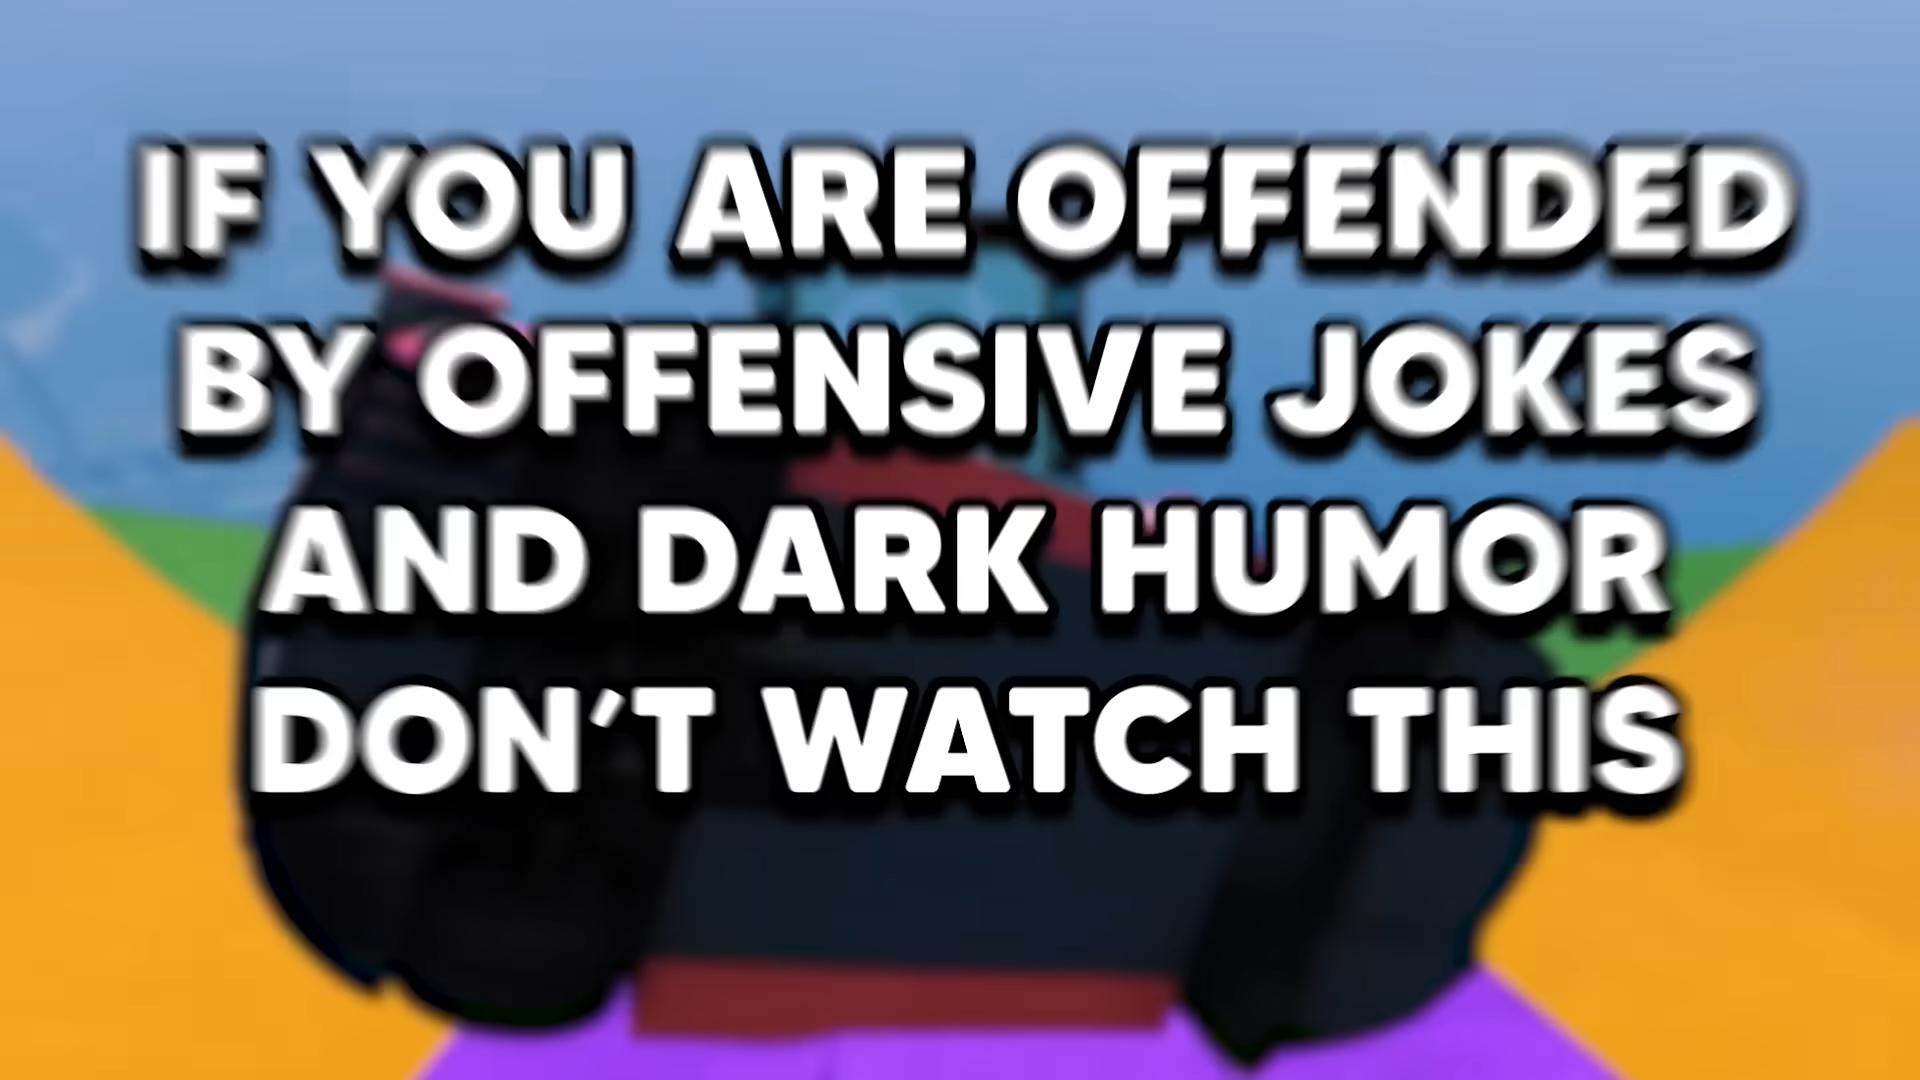 IF YOU ARE OFFENDED
BY OFFENSIVE JOKES
AND DARK HUMOR
DON’T WATCH THIS